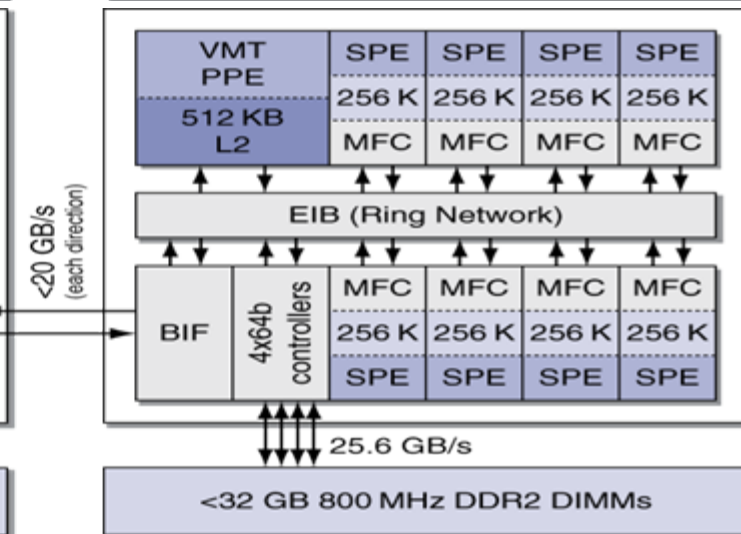 VMT
PPE
512 KB
L2
SPE
SPE
SPE
SPE
256 K
256 K
256 K
256 K
MFC
MFC
MFC
MFC
<20 GB/s
(each direction)
EIB (Ring Network)
BIF
4x64b
controllers
MFC
MFC
MFC
MFC
256 K
256 K
256 K
256 K
SPE
SPE
SPE
SPE
25.6 GB/s
<32 GB 800 MHz DDR2 DIMMs